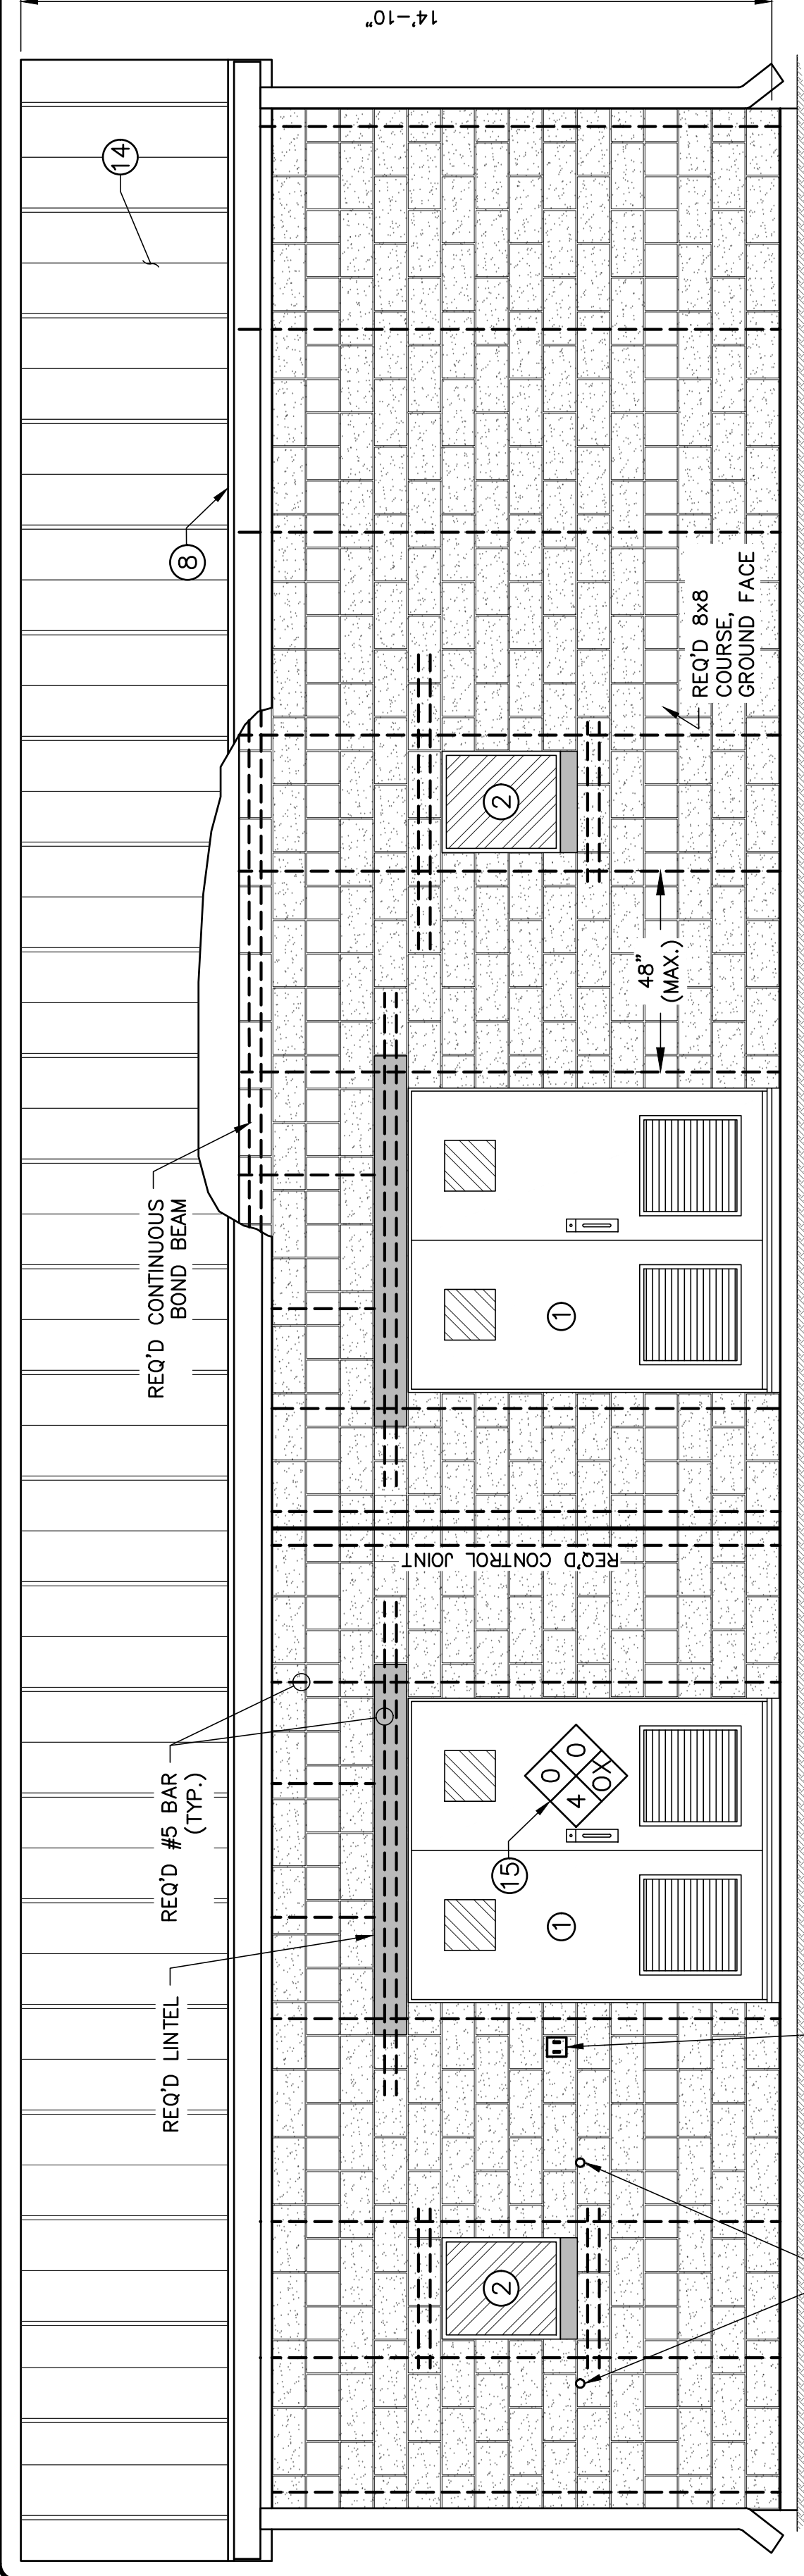 REQ'D LINTEL
REQ'D #5 BAR
(TYP.)
REQ'D CONTINUOUS
BOND BEAM
8
14
14'-10"
2
1
15
0
0
4
OX
REQ'D CONTROL JOINT
1
48"
(MAX.)
2
REQ'D 8x8
COURSE,
GROUND FACE